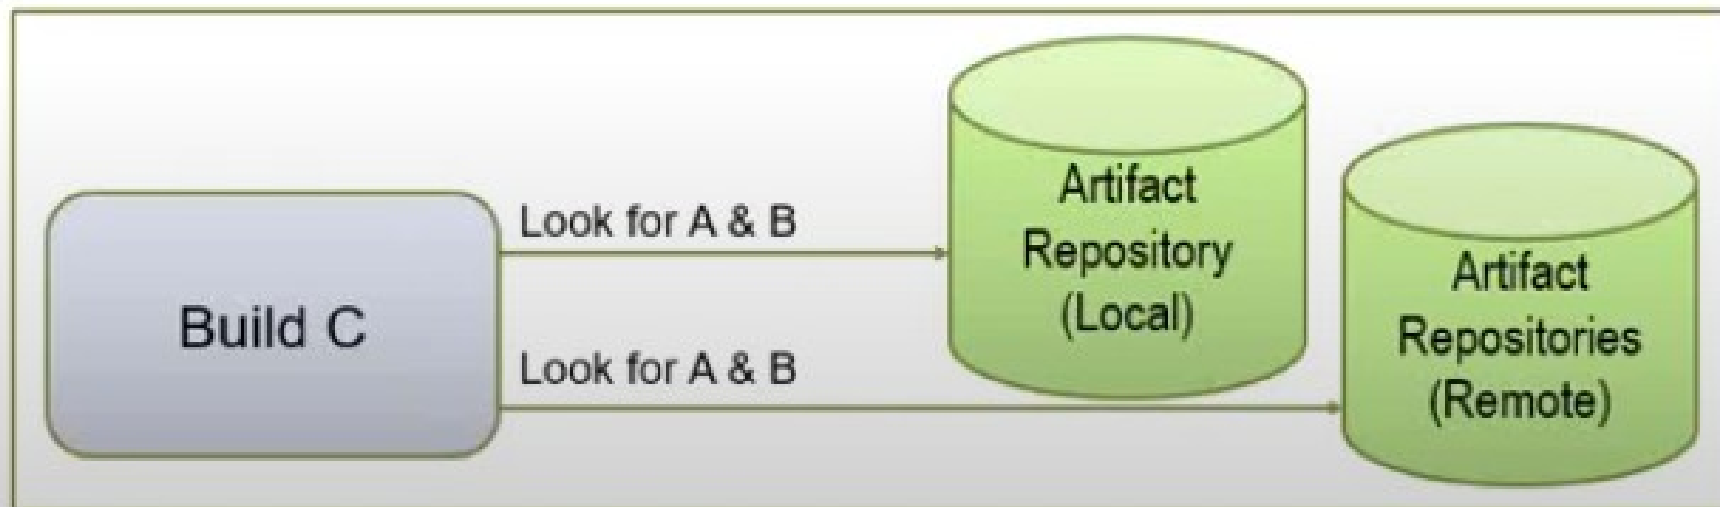 Build C
Look for A & B
Look for A & B
Artifact
Repository
(Local)
Artifact
Repositories
(Remote)